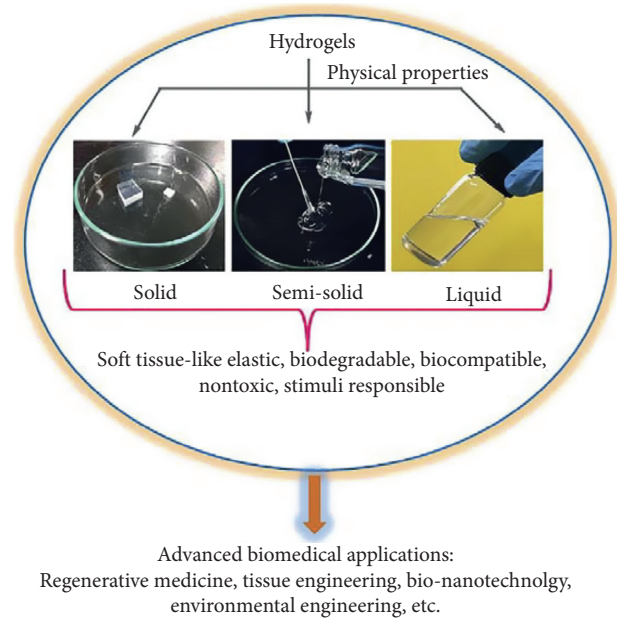 Hydrogels
Physical properties
Solid
Semi-solid
Liquid
Soft tissue-like elastic, biodegradable, biocompatible,
nontoxic, stimuli responsible
Advanced biomedical applications:
Regenerative medicine, tissue engineering, bio-nanotechnolgy,
environmental engineering, etc.